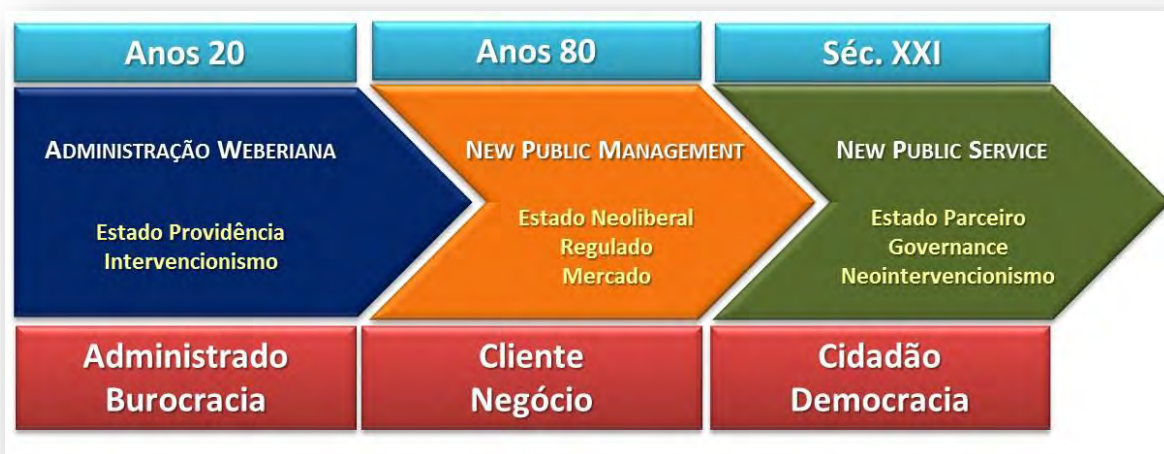 Anos 20
Anos 80
Séc. XXI
ADMINISTRAÇÃO WEBERIANA
Estado Providência
Intervencionismo
NEW PUBLIC MANAGEMENT
Estado Neoliberal
Regulado
Mercado
NEW PUBLIC SERVICE
Estado Parceiro
Governance
Neointervencionismo
Administrado
Burocracia
Cliente
Negócio
Cidadão
Democracia